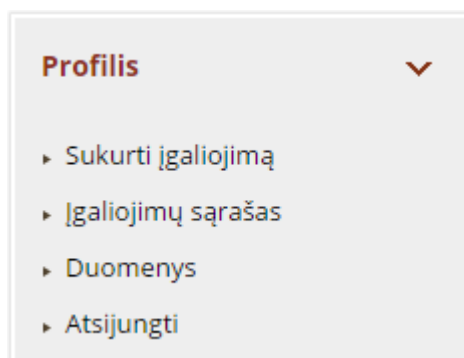 Profilis
Sukurti įgaliojimą
Įgaliojimų sąrašas
Duomenys
Atsijungti